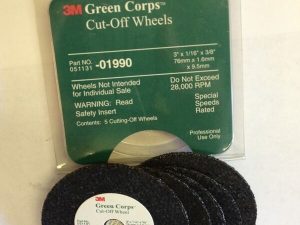 3M Green Corps™
Cut-Off Wheels
Part NO. 051131 -01990
3" x 1/16" x 3/8"
76mm x 1.6mm
x 9.5mm
Wheels Not Intended
for Individual Sale
Do Not Exceed
28,000 RPM
WARNING: Read
Safety Insert
Special
Speeds
Rated
Contents: 5 Cutting-Off Wheels
Professional
Use Only
3M
Green Corps™
Cut-Off Wheel